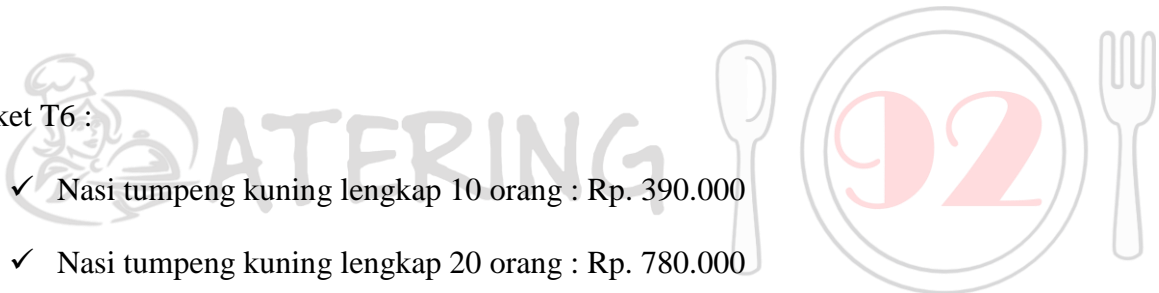 ket T6 :
ATERING 92
✓ Nasi tumpeng kuning lengkap 10 orang : Rp. 390.000
✓ Nasi tumpeng kuning lengkap 20 orang : Rp. 780.000